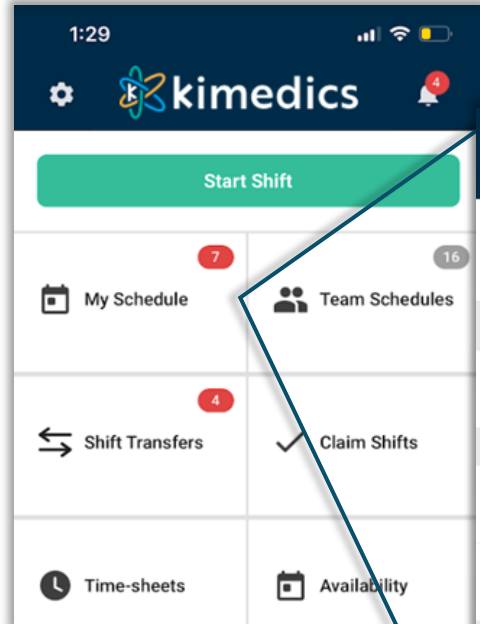 1:29
kimedics
4
Start Shift
7
16
My Schedule
Team Schedules
4
Shift Transfers
Claim Shifts
Time-sheets
Availability